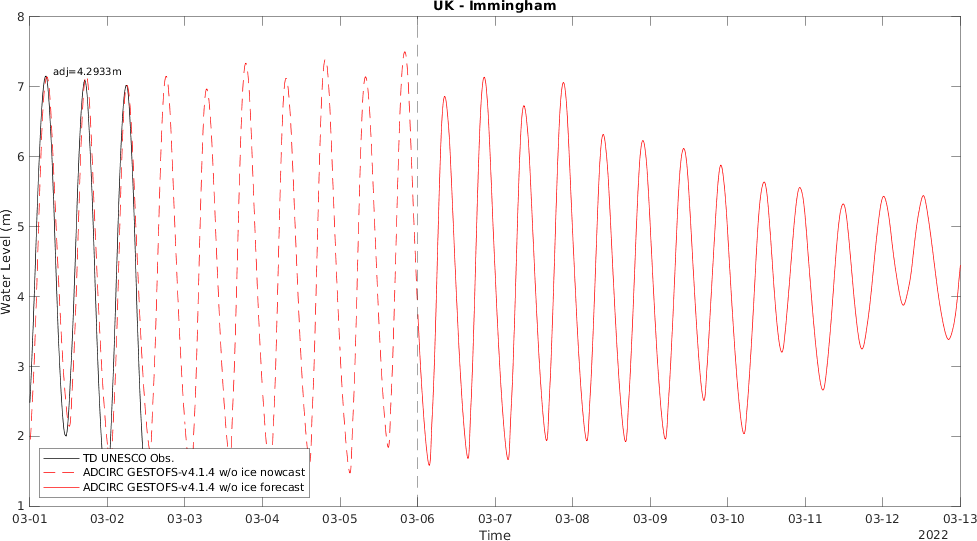 UK - Immingham
8
7
6
5
4
3
2
1
Water Level (m)
adj=4.2933m
TD UNESCO Obs.
ADCIRC GESTOFS-v4.1.4 w/o ice nowcast
ADCIRC GESTOFS-v4.1.4 w/o ice forecast
03-01 03-02 03-03 03-04 03-05 03-06 03-07 03-08 03-09 03-10 03-11 03-12 03-13
Time
2022